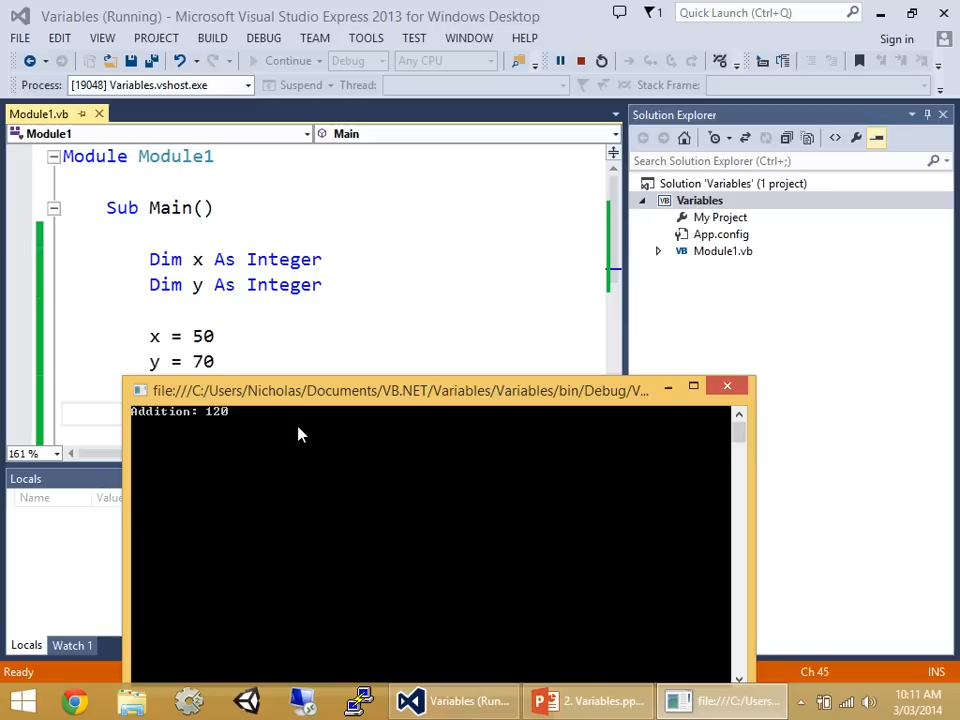 Variables (Running) - Microsoft Visual Studio Express 2013 for Windows Desktop
1
Quick Launch (Ctrl+Q)
FILE EDIT VIEW PROJECT BUILD DEBUG TEAM TOOLS TEST WINDOW HELP
Sign in
Continue
Debug
Any CPU
Process: [19048] Variables.vshost.exe
Suspend
Thread:
Stack Frame:
Module1.vb
Module1
Main
Module Module1
Sub Main()
Dim x As Integer
Dim y As Integer
x = 50
y = 70
161 %
Solution Explorer
Search Solution Explorer (Ctrl+;)
Solution 'Variables' (1 project)
VB Variables
My Project
App.config
VB Module1.vb
file:///C:/Users/Nicholas/Documents/VB.NET/Variables/Variables/bin/Debug/V...
Addition: 120
Locals
Name Value
Locals Watch 1
Ready
Ch 45
INS
Variables (Run...
2. Variables.pp...
file:///C:/Users...
10:11 AM
3/03/2014